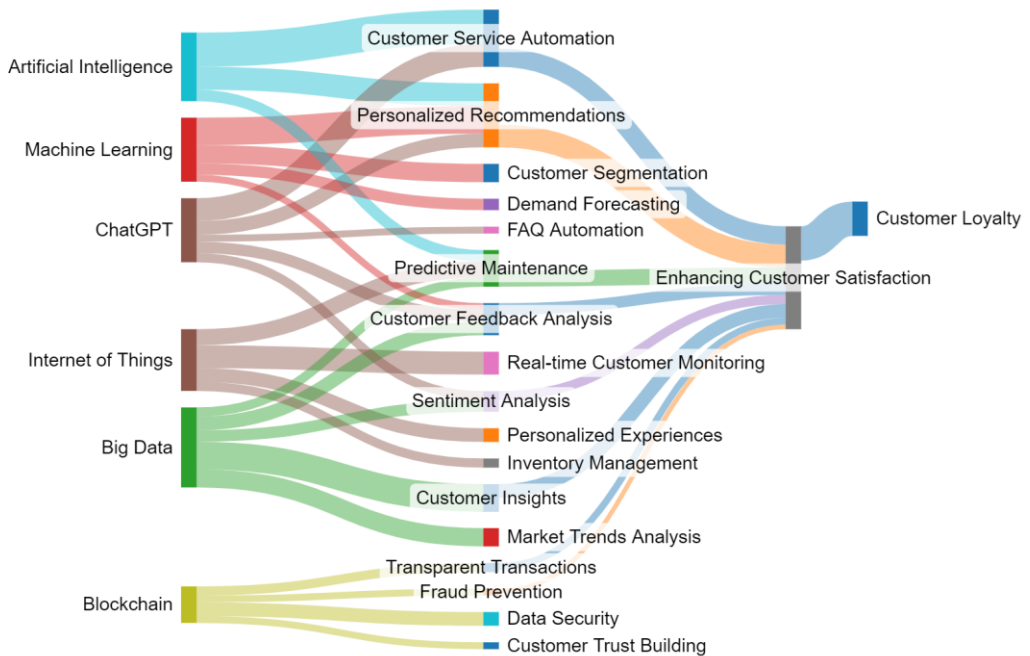 Artificial Intelligence
Machine Learning
ChatGPT
Internet of Things
Big Data
Blockchain
Customer Service Automation
Personalized Recommendations
Customer Segmentation
Demand Forecasting
FAQ Automation
Predictive Maintenance
Customer Feedback Analysis
Real-time Customer Monitoring
Sentiment Analysis
Personalized Experiences
Inventory Management
Customer Insights
Market Trends Analysis
Transparent Transactions
Fraud Prevention
Data Security
Customer Trust Building
Enhancing Customer Satisfaction
Customer Loyalty